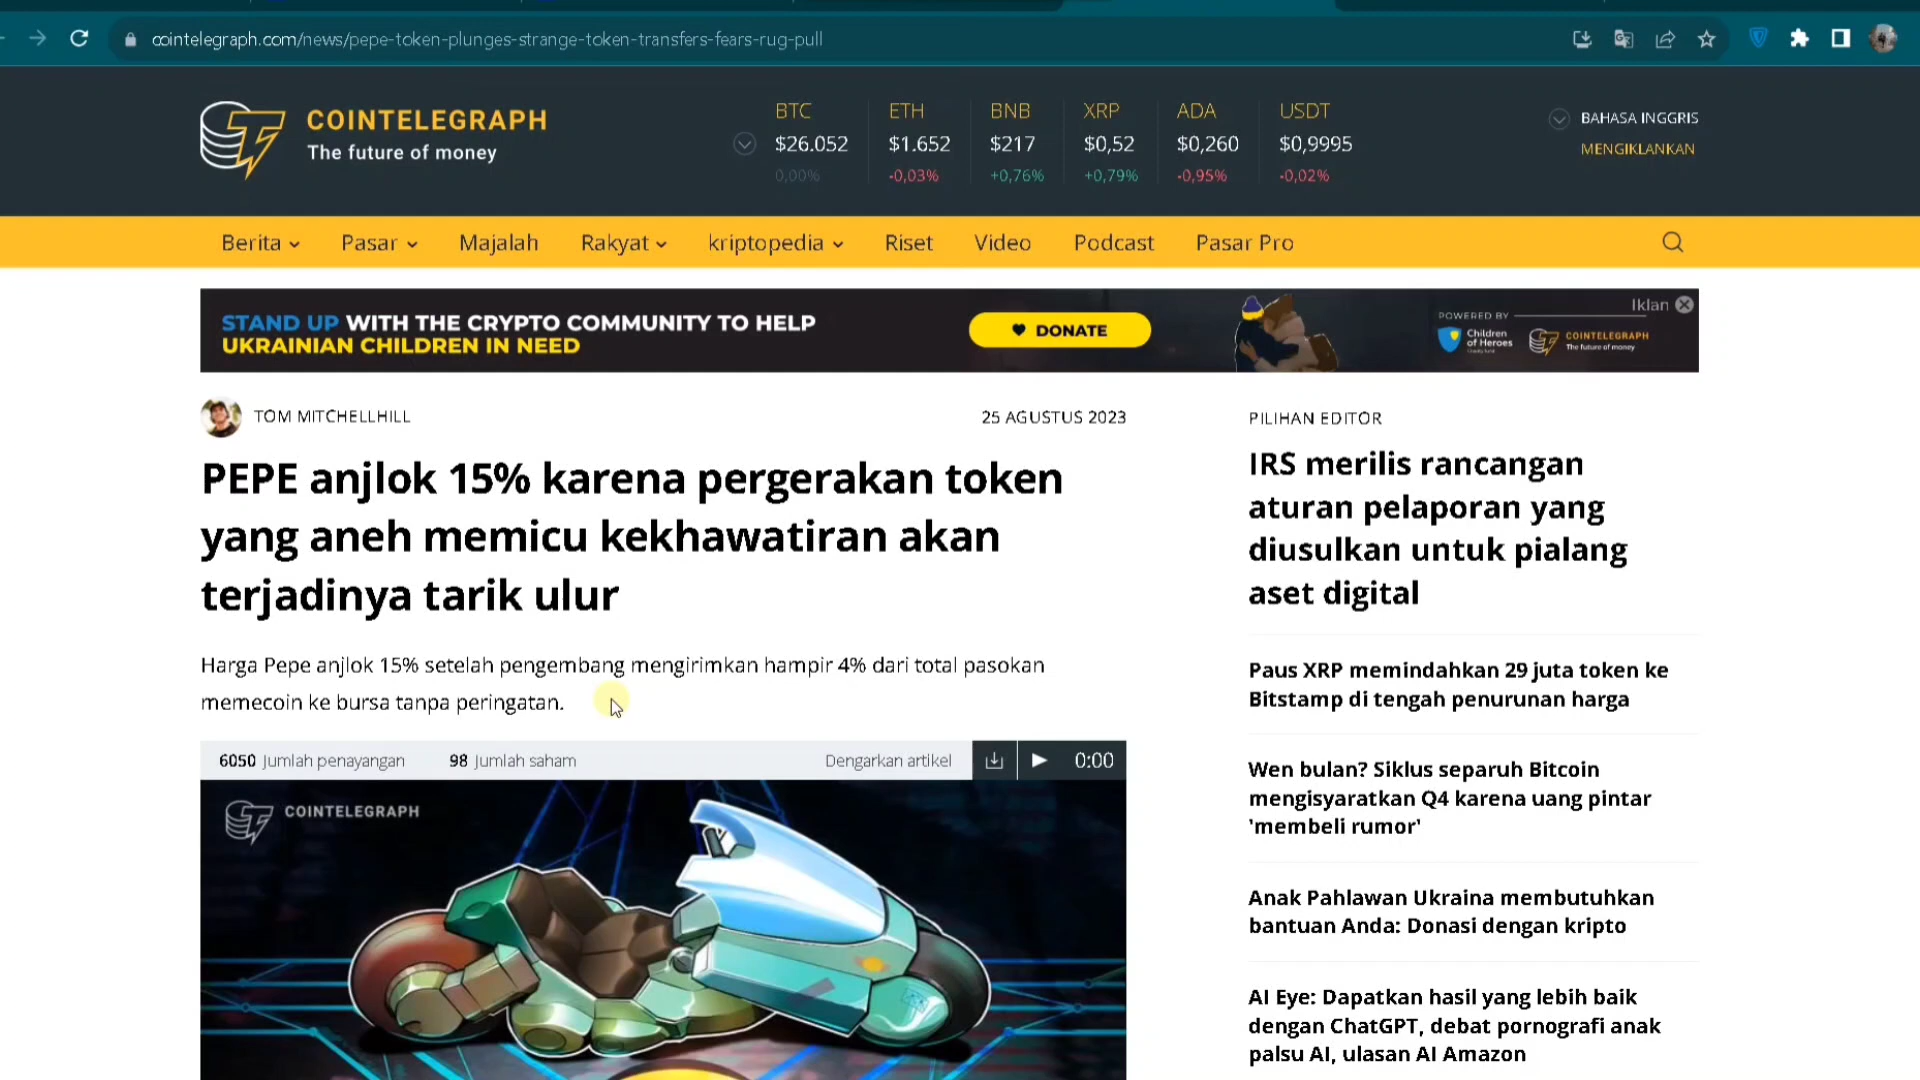 cointelegraph.com/news/pepe-token-plunges-strange-token-transfers-fears-rug-pull
COINTELEGRAPH
The future of money
BTC
$26.052
0,00%
ETH
$1.652
-0,03%
BNB
$217
+0,76%
XRP
$0,52
+0,79%
ADA
$0,260
-0,95%
USDT
$0,9995
-0,02%
BAHASA INGGRIS
MENGIKLANKAN
Berita Pasar Majalah Rakyat kriptopedia Riset Video Podcast Pasar Pro
STAND UP WITH THE CRYPTO COMMUNITY TO HELP
UKRAINIAN CHILDREN IN NEED
DONATE
POWERED BY
Children
of Heroes
COINTELEGRAPH
The future of money
Iklan
TOM MITCHELLHILL
25 AGUSTUS 2023
PEPE anjlok 15% karena pergerakan token
yang aneh memicu kekhawatiran akan
terjadinya tarik ulur
Harga Pepe anjlok 15% setelah pengembang mengirimkan hampir 4% dari total pasokan
memecoin ke bursa tanpa peringatan.
6050 Jumlah penayangan 98 Jumlah saham Dengarkan artikel 0:00
COINTELEGRAPH
PILIHAN EDITOR
IRS merilis rancangan
aturan pelaporan yang
diusulkan untuk pialang
aset digital
Paus XRP memindahkan 29 juta token ke
Bitstamp di tengah penurunan harga
Wen bulan? Siklus separuh Bitcoin
mengisyaratkan Q4 karena uang pintar
'membeli rumor'
Anak Pahlawan Ukraina membutuhkan
bantuan Anda: Donasi dengan kripto
AI Eye: Dapatkan hasil yang lebih baik
dengan ChatGPT, debat pornografi anak
palsu AI, ulasan AI Amazon